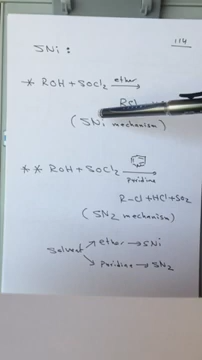 114
SNi:
* ROH + SOCl2 ether →
RCl
(SNi mechanism)
** ROH + SOCl2 → pyridine
R-Cl + HCl + SO2
(SN2 mechanism)
Solvent → ether → SNi
→ pyridine → SN2